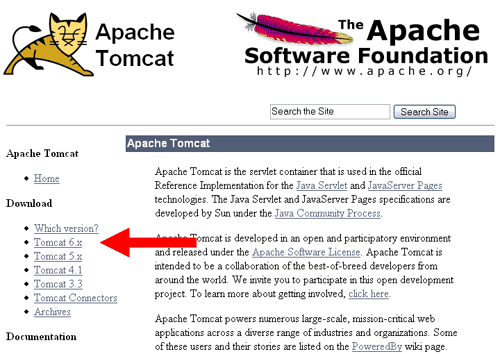 Apache
Tomcat
The Apache
Software Foundation
http://www.apache.org/
Search the Site
Search Site
Apache Tomcat
Home
Download
Which version?
Tomcat 6.x
Tomcat 5.x
Tomcat 4.1
Tomcat 3.3
Tomcat Connectors
Archives
Documentation
Apache Tomcat
Apache Tomcat is the servlet container that is used in the official
Reference Implementation for the Java Servlet and JavaServer Pages
technologies. The Java Servlet and JavaServer Pages specifications are
developed by Sun under the Java Community Process.
Apache Tomcat is developed in an open and participatory environment
and released under the Apache Software License. Apache Tomcat is
intended to be a collaboration of the best-of-breed developers from
around the world. We invite you to participate in this open development
project. To learn more about getting involved, click here.
Apache Tomcat powers numerous large-scale, mission-critical web
applications across a diverse range of industries and organizations. Some
of these users and their stories are listed on the PoweredBy wiki page.